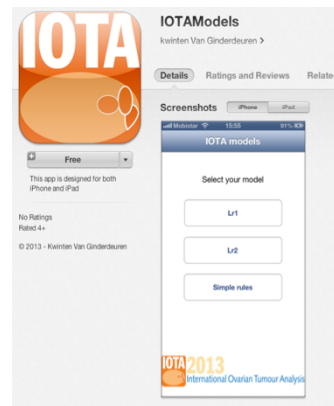 IOTA
IOTAModels
kwinten Van Ginderdeuren >
Details Ratings and Reviews Relate
Screenshots iPhone iPad
Mobistar 15:55 91%
IOTA models
Select your model
Lr1
Lr2
Simple rules
IOTA 2013
International Ovarian Tumour Analysis
Free
This app is designed for both
iPhone and iPad
No Ratings
Rated 4+
© 2013 - Kwinten Van Ginderdeuren